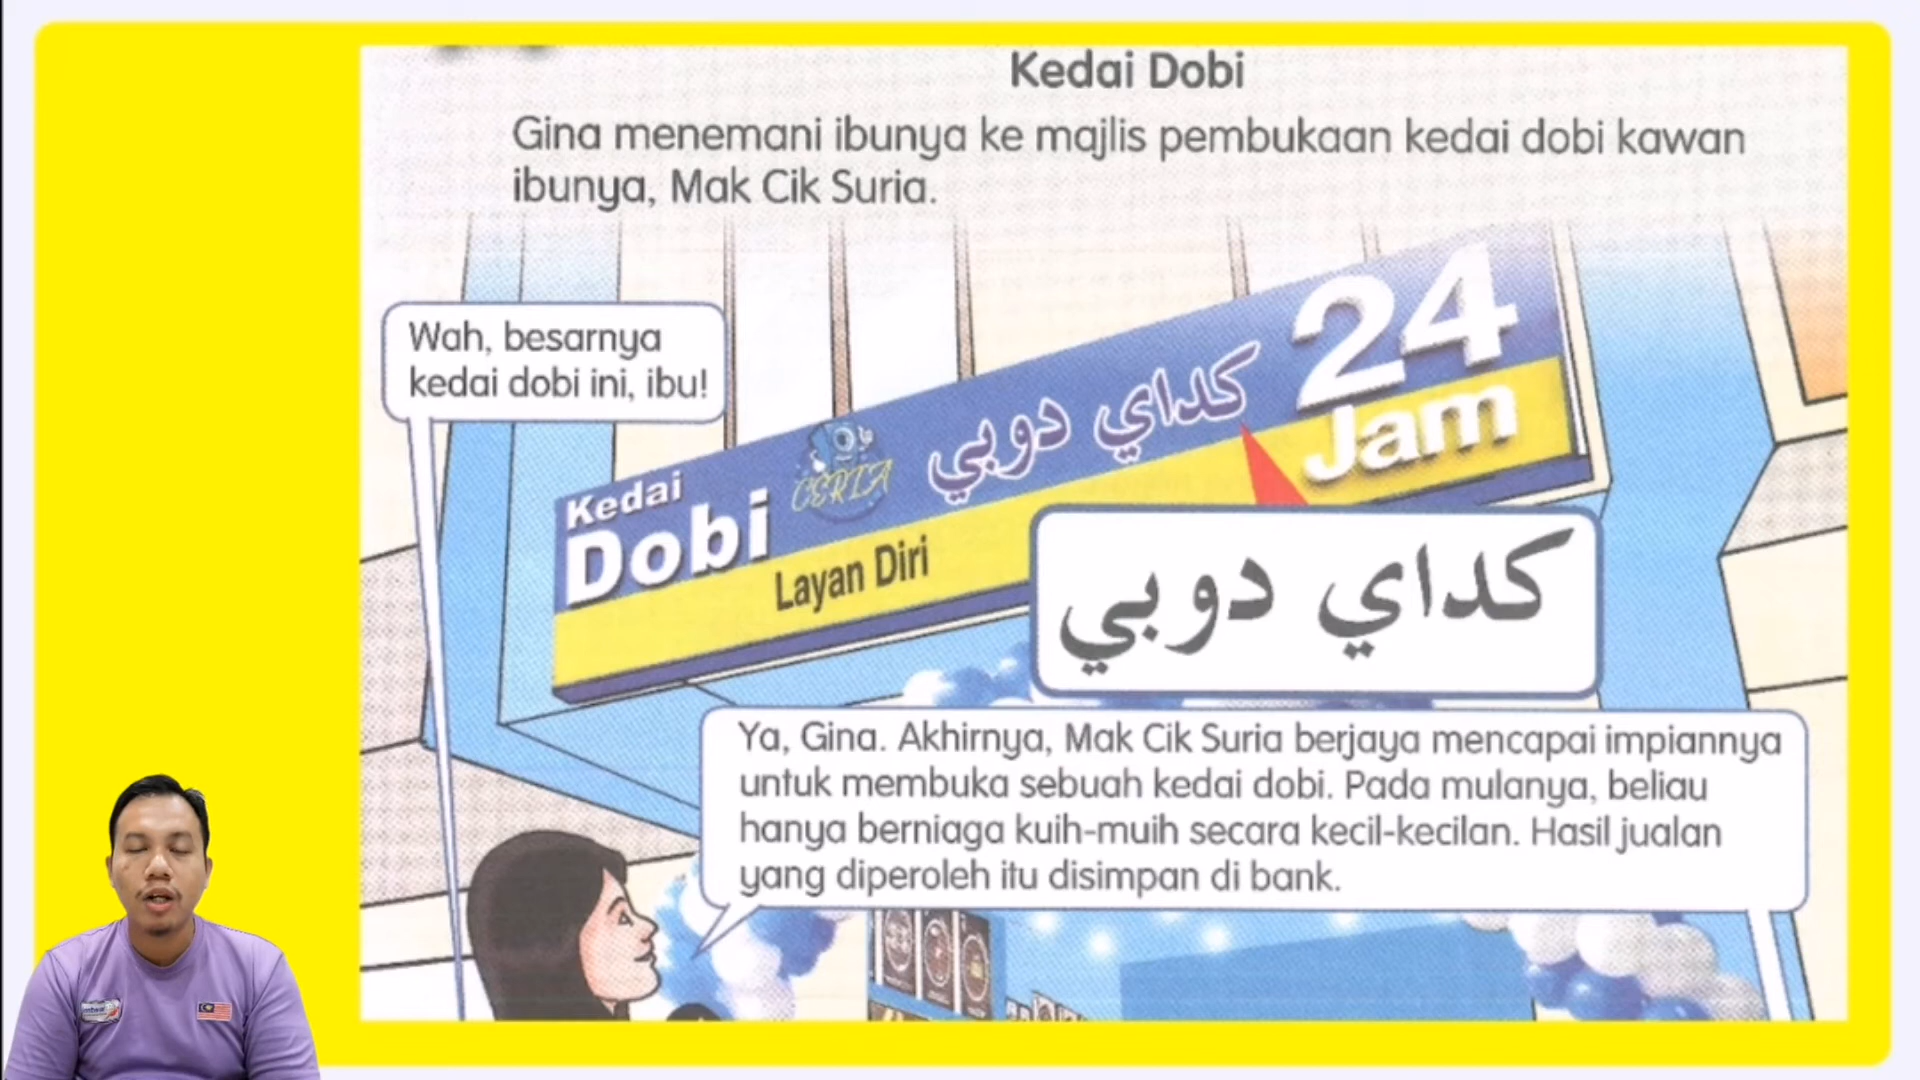 Kedai Dobi
Gina menemani ibunya ke majlis pembukaan kedai dobi kawan
ibunya, Mak Cik Suria.
Wah, besarnya
kedai dobi ini, ibu!
Kedai
Dobi
CERIA
كداي دوبي
24
Jam
Layan Diri
كداي دوبي
Ya, Gina. Akhirnya, Mak Cik Suria berjaya mencapai impiannya
untuk membuka sebuah kedai dobi. Pada mulanya, beliau
hanya berniaga kuih-muih secara kecil-kecilan. Hasil jualan
yang diperoleh itu disimpan di bank.